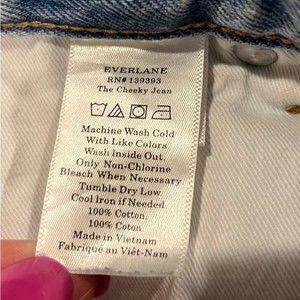 EVERLANE
RN# 139393
The Cheeky Jean
Machine Wash Cold
With Like Colors
Wash Inside Out.
Only Non-Chlorine
Bleach When Necessary
Tumble Dry Low
Cool Iron if Needed
100% Cotton.
100% Coton
Made in Vietnam
Fabriqué au Việt-Nam